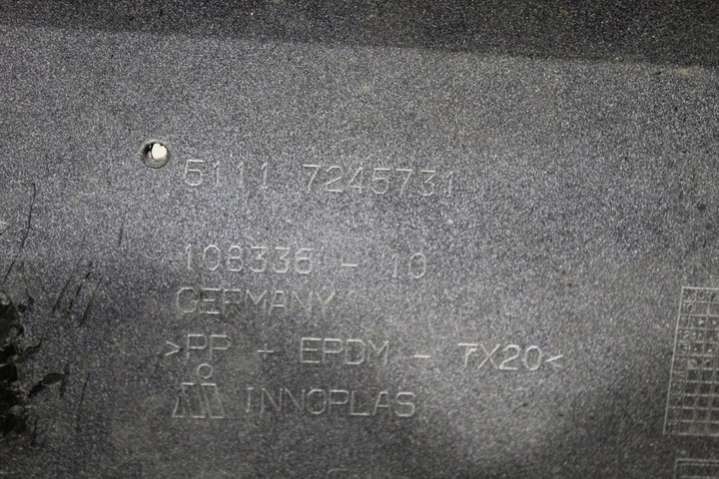 5111 7245731
108336 - 10
GERMANY
>PP + EPDM - TX20<
INNOPLAS